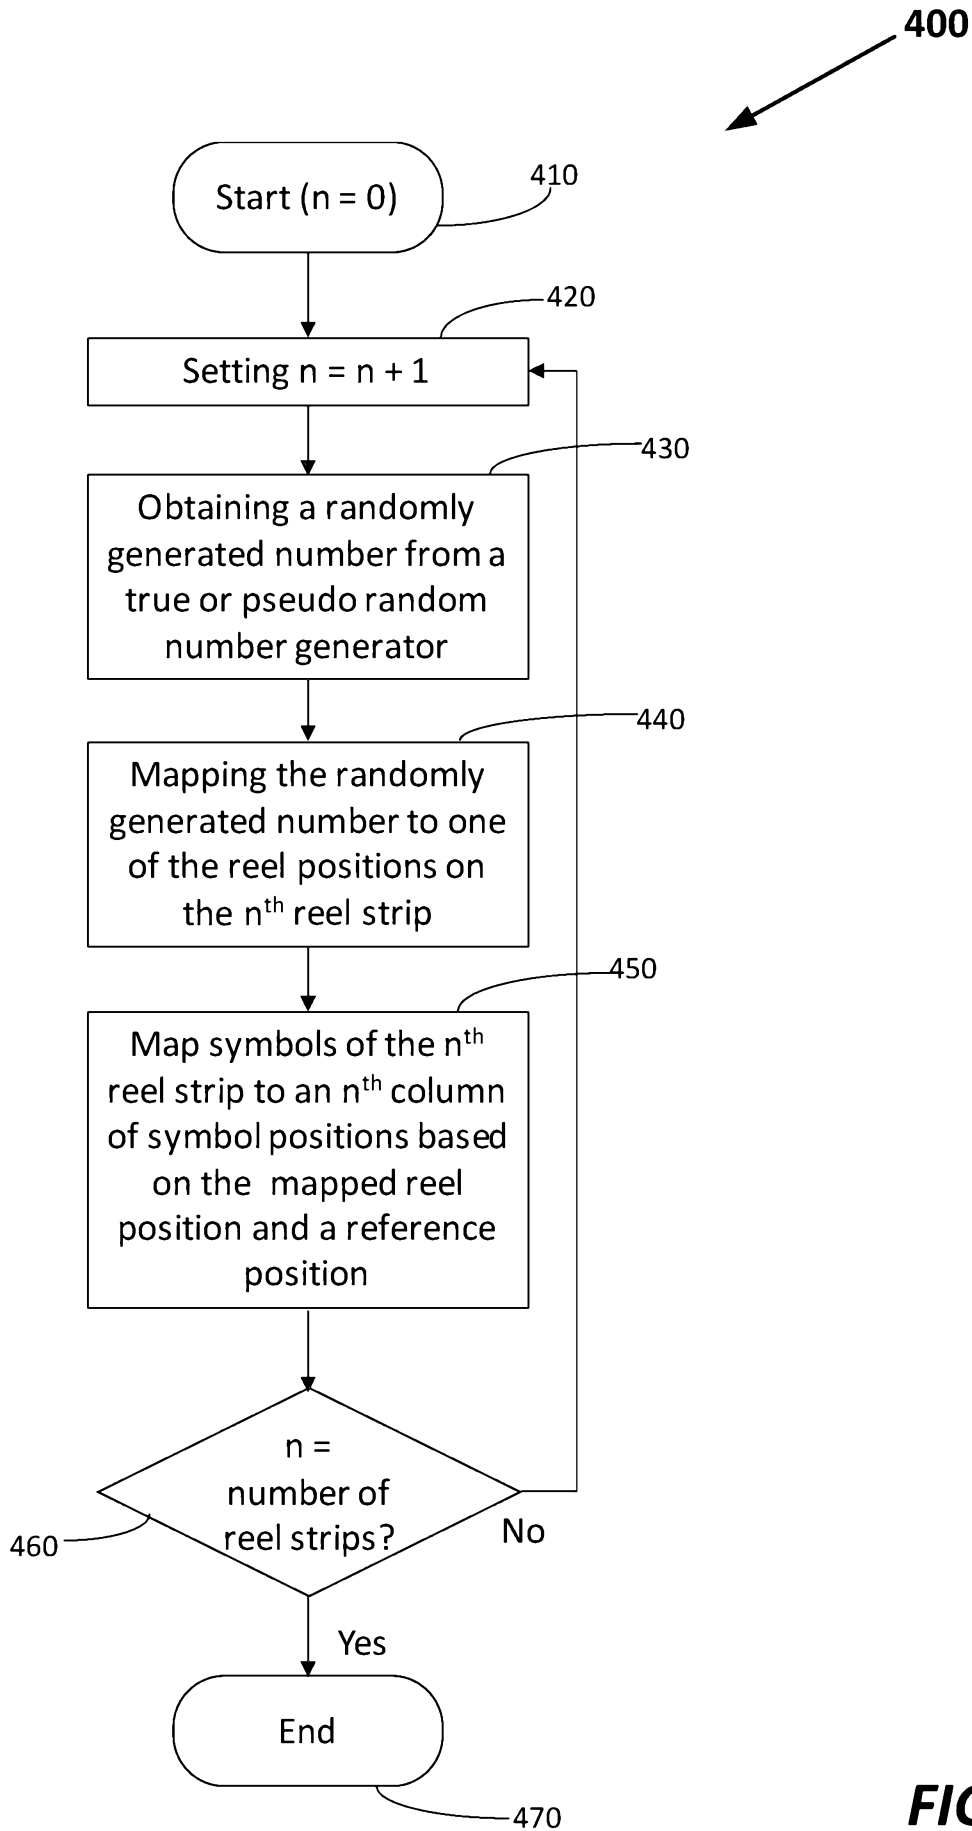 400
Start (n = 0)
410
420
Setting n = n + 1
430
Obtaining a randomly
generated number from a
true or pseudo random
number generator
440
Mapping the randomly
generated number to one
of the reel positions on
the nth reel strip
450
Map symbols of the nth
reel strip to an nth column
of symbol positions based
on the mapped reel
position and a reference
position
n =
number of
reel strips?
460
No
Yes
End
470